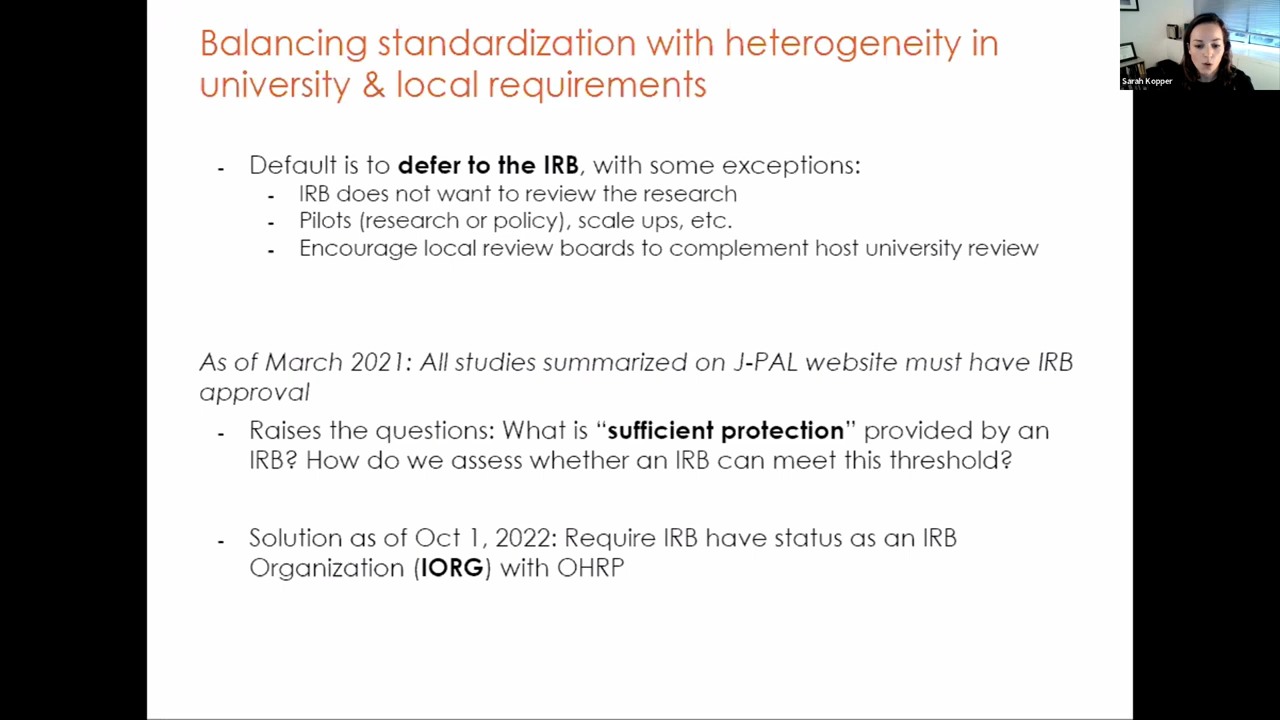 Balancing standardization with heterogeneity in
university & local requirements
Sarah Kopper
- Default is to defer to the IRB, with some exceptions:
- IRB does not want to review the research
- Pilots (research or policy), scale ups, etc.
- Encourage local review boards to complement host university review
As of March 2021: All studies summarized on J-PAL website must have IRB
approval
- Raises the questions: What is “sufficient protection” provided by an
IRB? How do we assess whether an IRB can meet this threshold?
- Solution as of Oct 1, 2022: Require IRB have status as an IRB
Organization (IORG) with OHRP